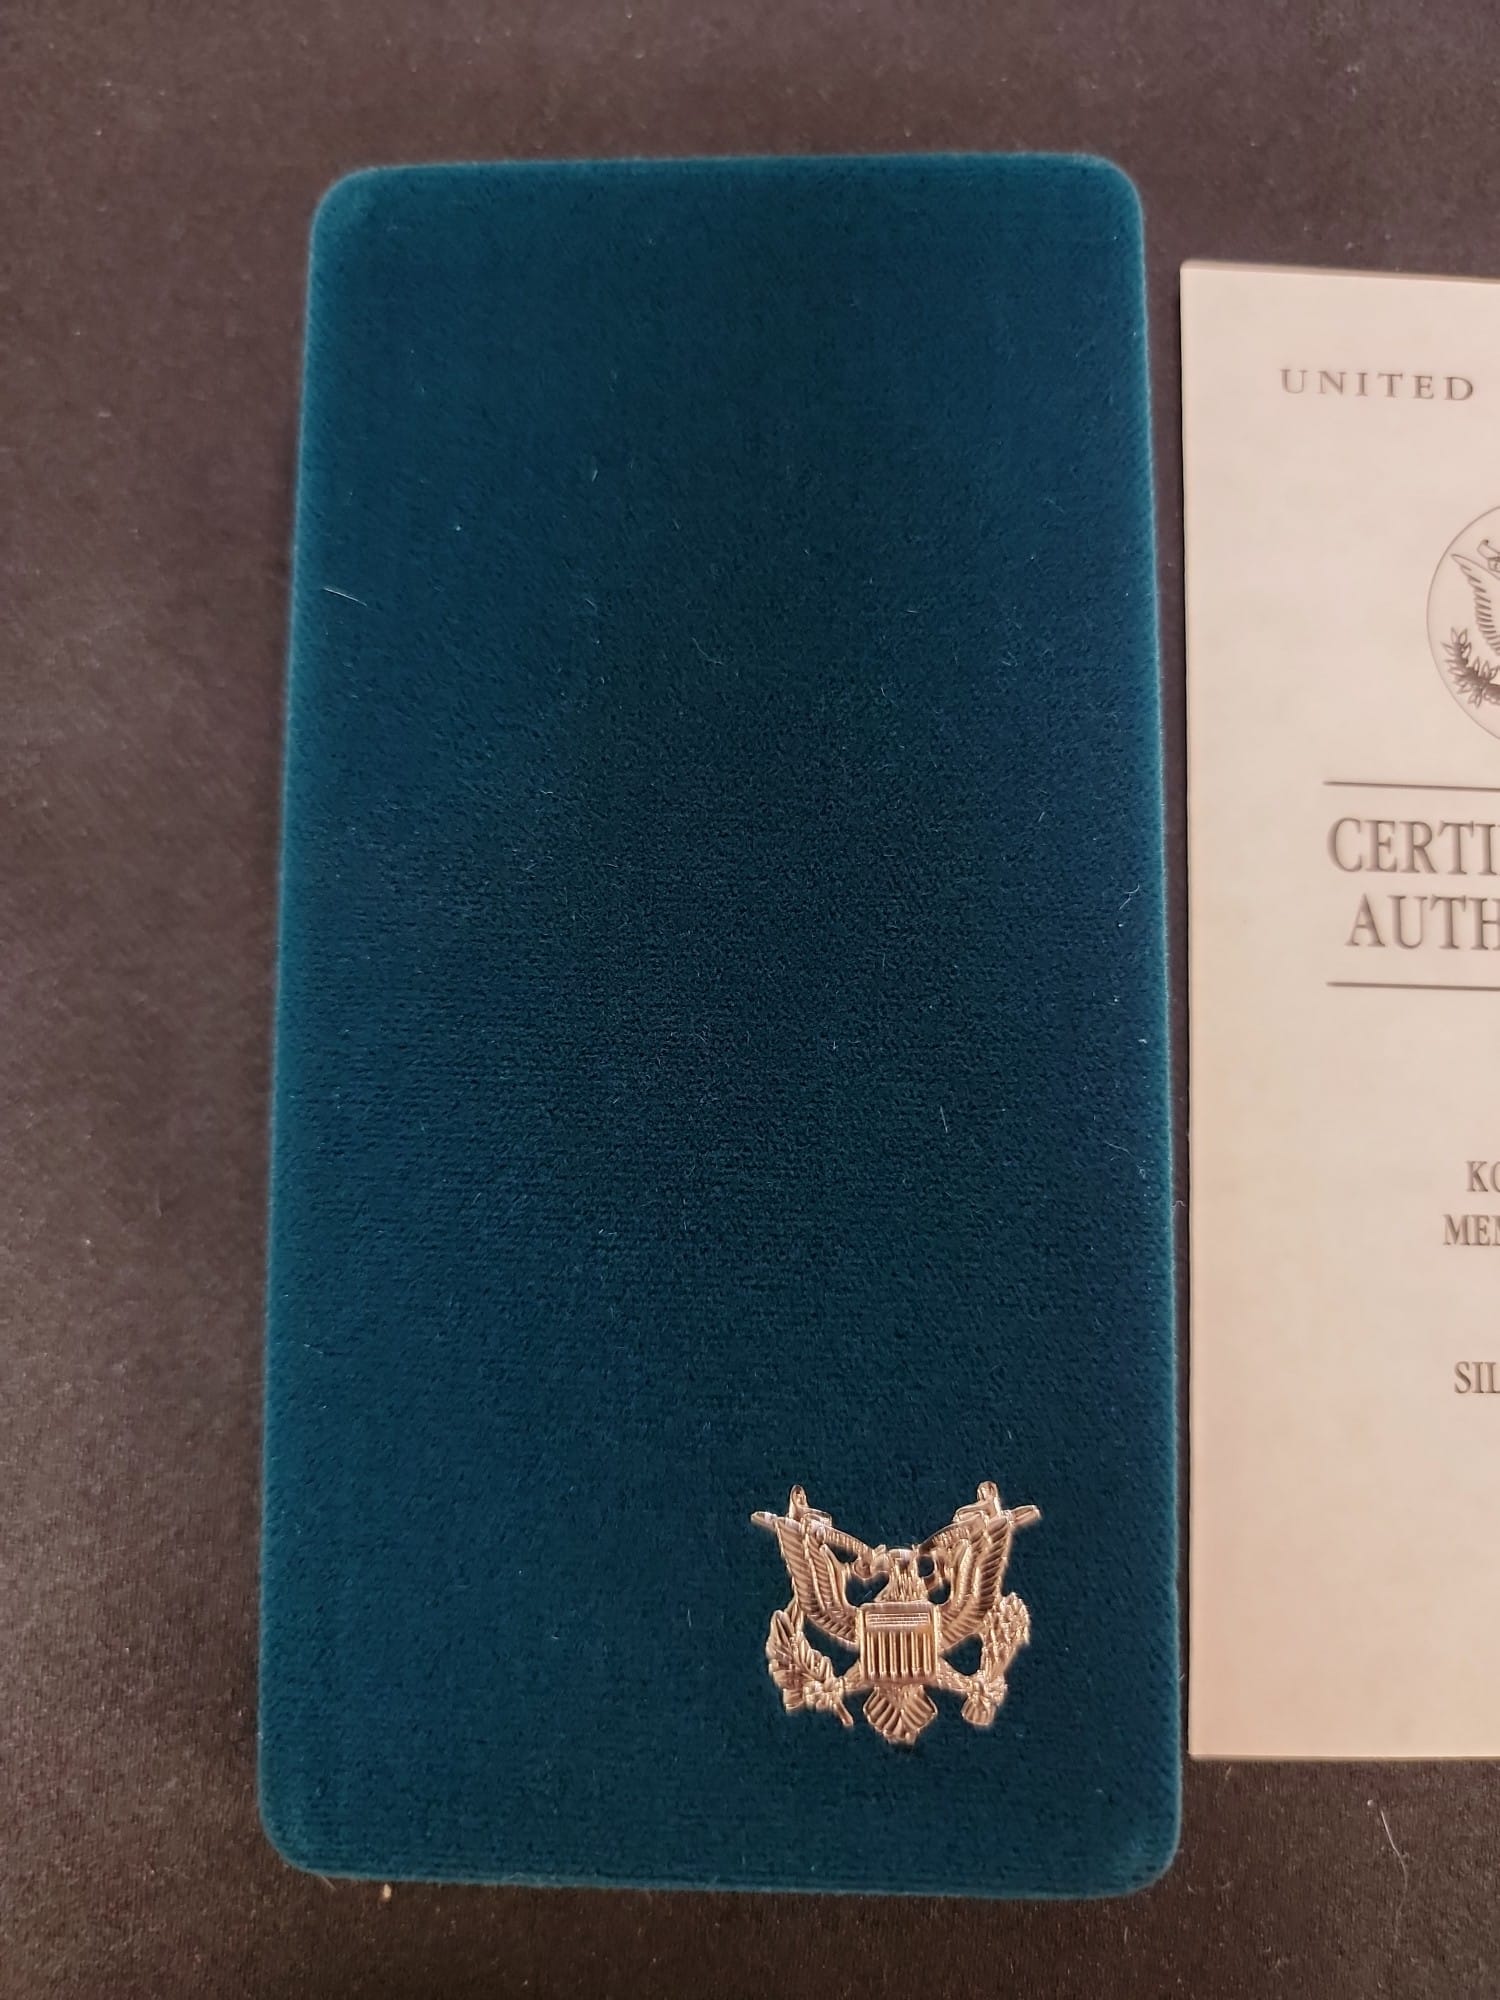 UNITED
CERTI
AUTH
KO
MEM
SIL